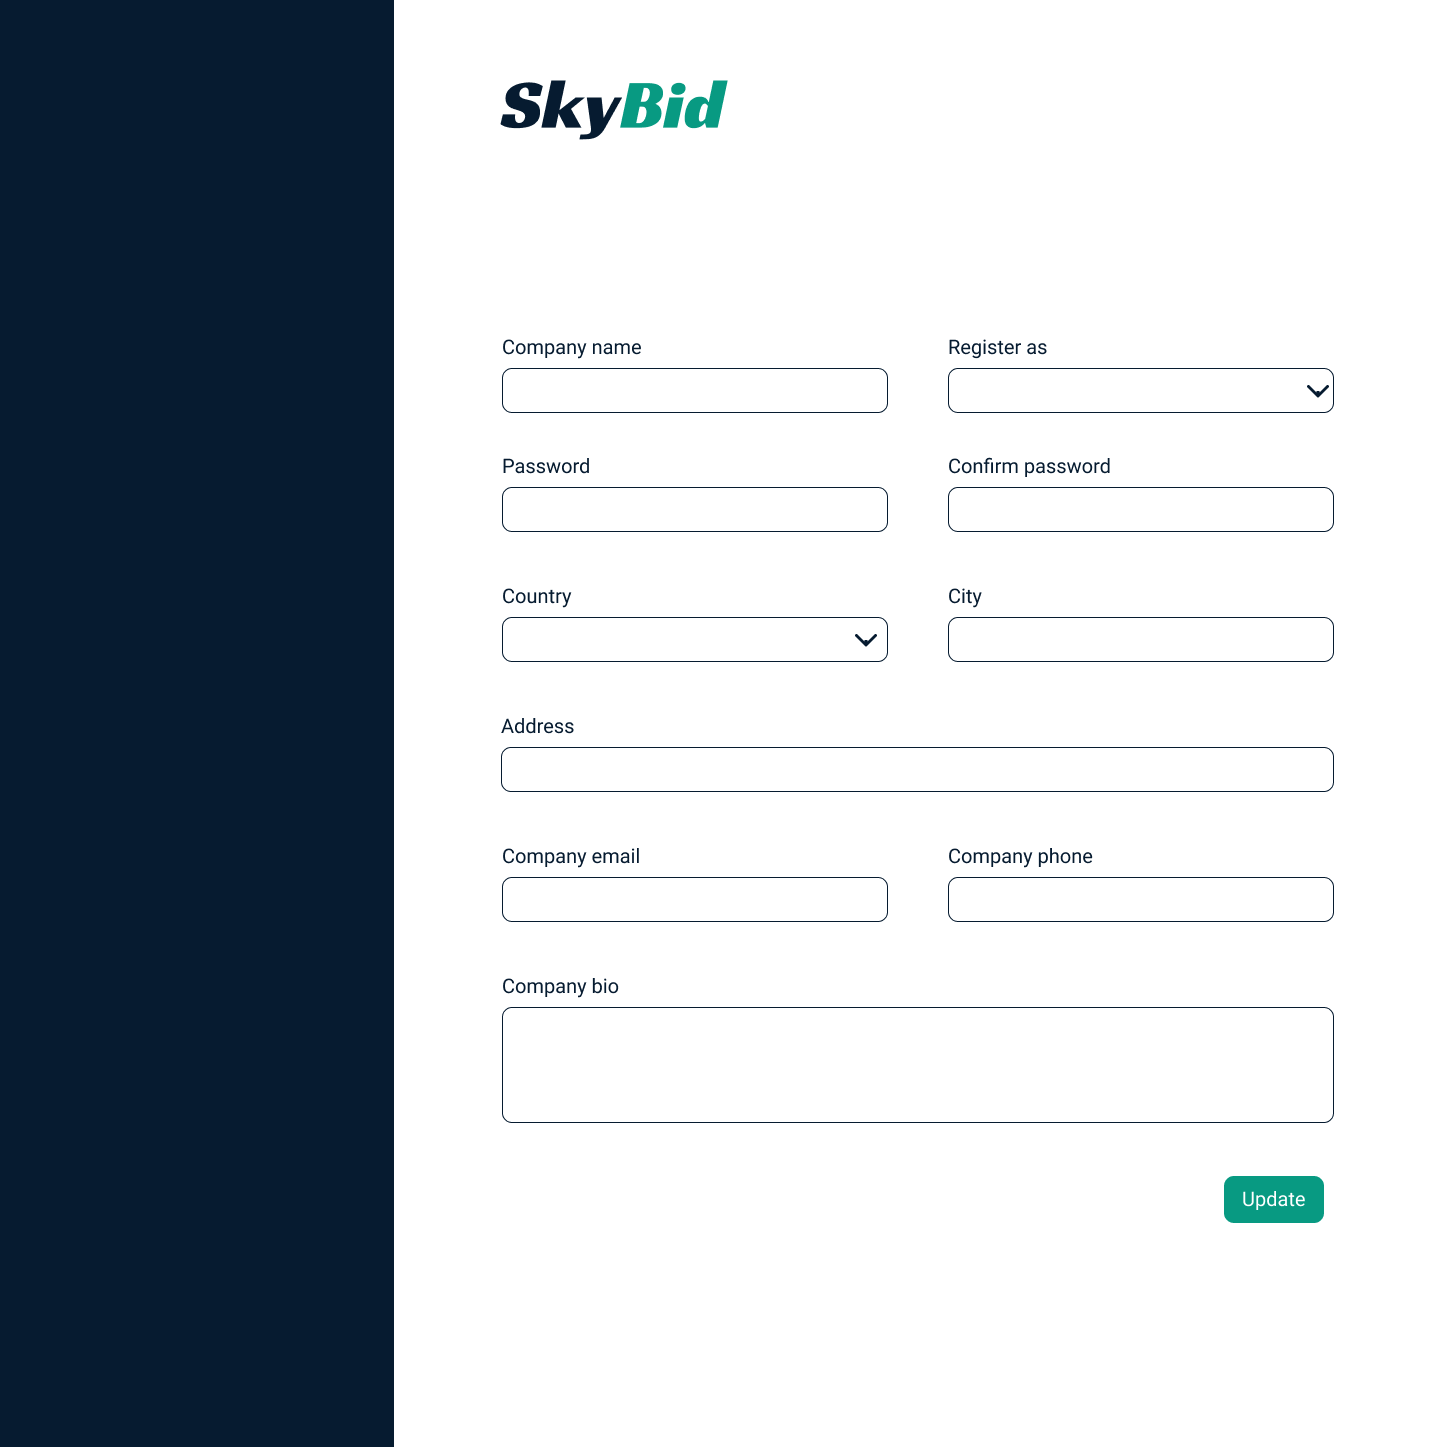 SkyBid
Company name
Register as
Password
Confirm password
Country
City
Address
Company email
Company phone
Company bio
Update